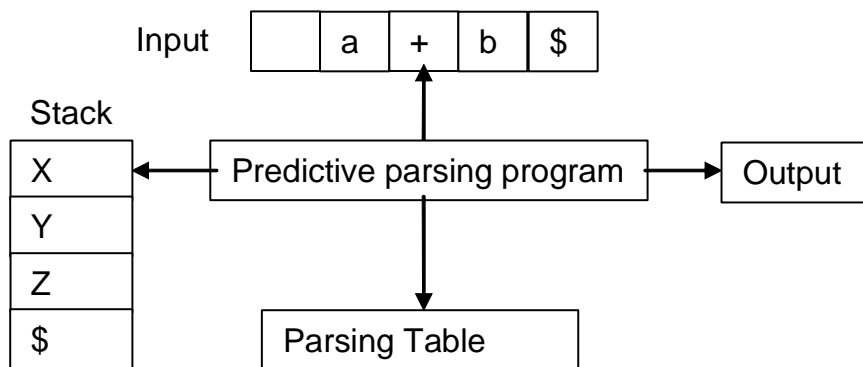 Input a + b $
Stack
X
Predictive parsing program
Output
Y
Z
$
Parsing Table